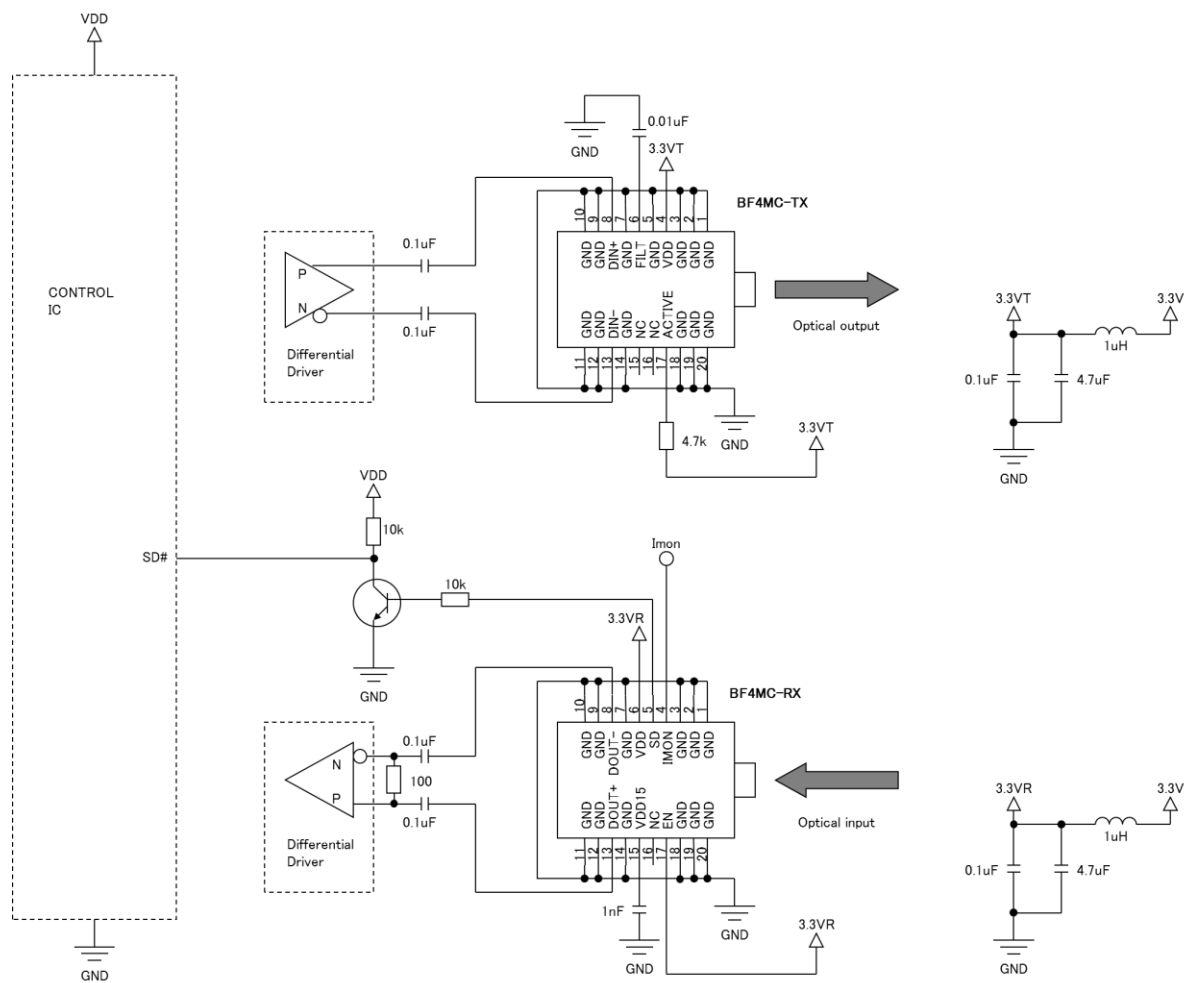 VDD
CONTROL
IC
GND
0.01uF
GND
3.3VT
BF4MC-TX
10
9
8
7
6
5
4
3
2
1
GND
GND
DIN+
GND
FILT
GND
VDD
GND
GND
GND
GND
GND
DIN-
GND
NC
NC
ACTIVE
GND
GND
GND
11
12
13
14
15
16
17
18
19
20
0.1uF
P
N
0.1uF
Differential
Driver
Optical output
GND
4.7k
3.3VT
3.3VT
3.3V
1uH
0.1uF
4.7uF
GND
VDD
10k
SD#
10k
GND
Imon
3.3VR
BF4MC-RX
10
9
8
7
6
5
4
3
2
1
GND
GND
DOUT-
GND
VDD
SD
IMON
GND
GND
GND
GND
GND
DOUT+
GND
VDD15
NC
EN
GND
GND
GND
11
12
13
14
15
16
17
18
19
20
0.1uF
N
100
P
0.1uF
Differential
Driver
Optical input
1nF
GND
GND
3.3VR
3.3VR
3.3V
1uH
0.1uF
4.7uF
GND